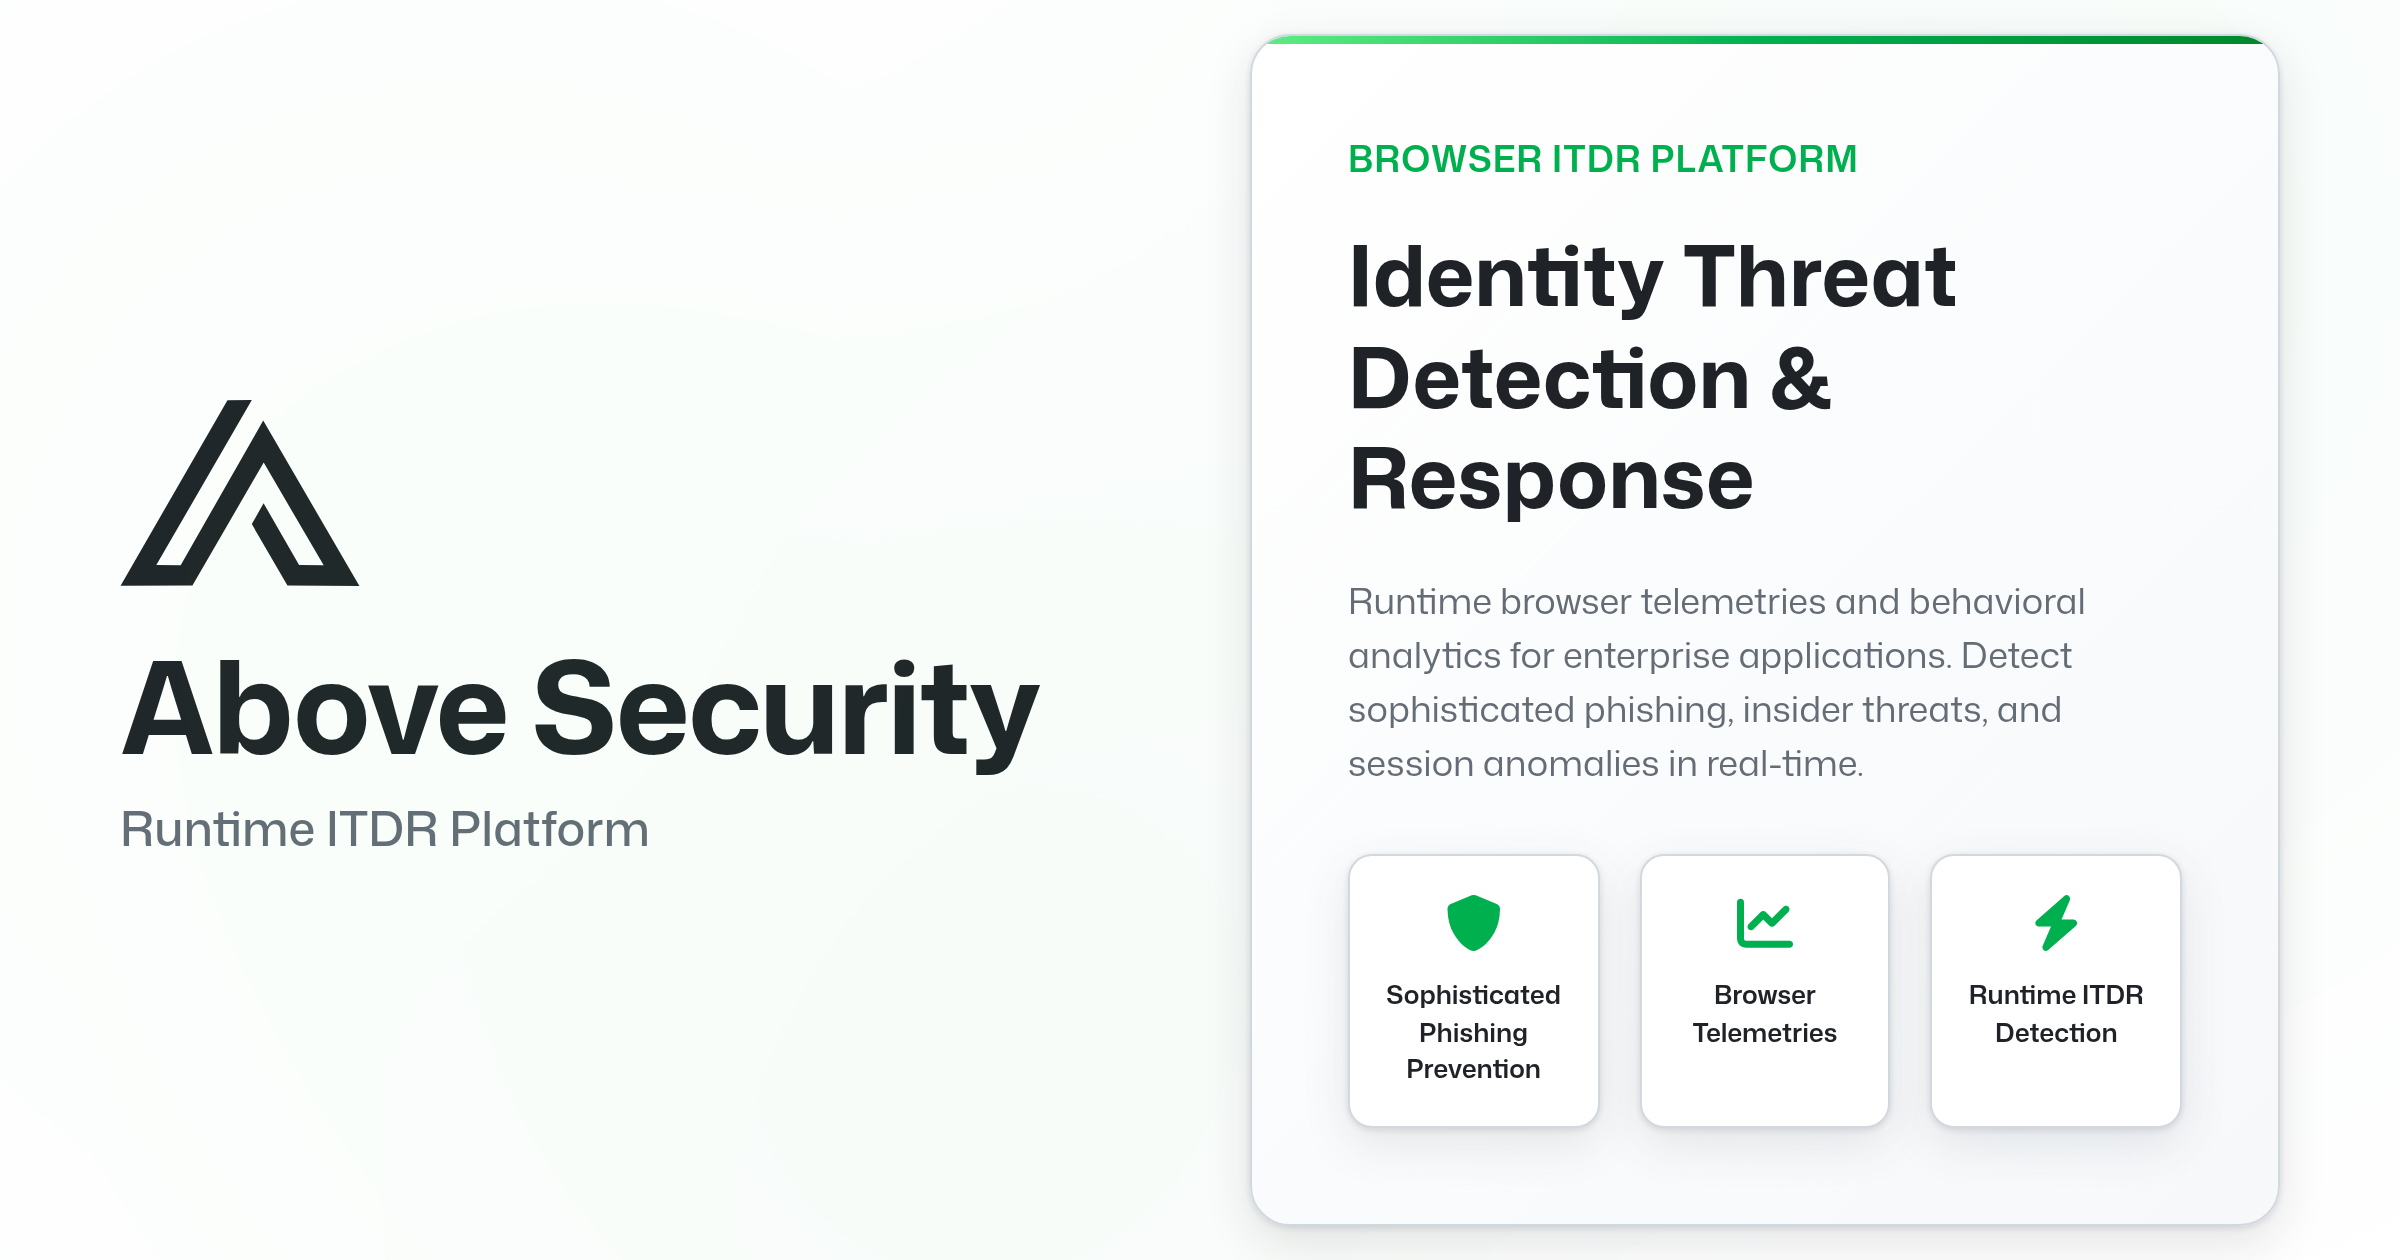 Above Security
Runtime ITDR Platform
BROWSER ITDR PLATFORM
Identity Threat
Detection &
Response
Runtime browser telemetries and behavioral
analytics for enterprise applications. Detect
sophisticated phishing, insider threats, and
session anomalies in real-time.
Sophisticated
Phishing
Prevention
Browser
Telemetries
Runtime ITDR
Detection